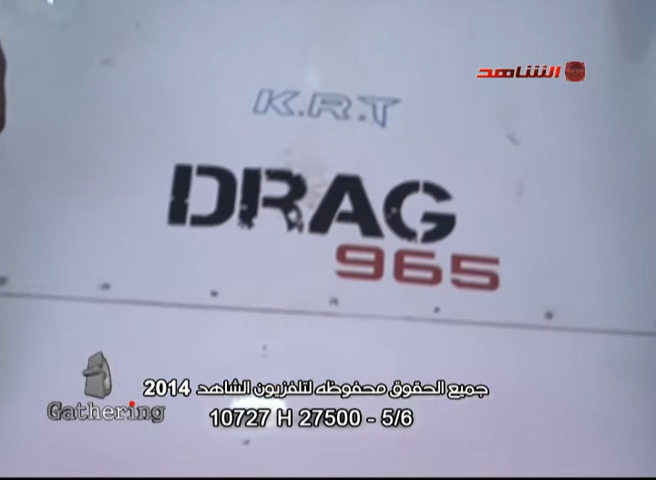 الشاهد
K.R.T
DRAG
965
جميع الحقوق محفوظه لتلفزيون الشاهد 2014
Gathering
10727 H 27500 - 5/6